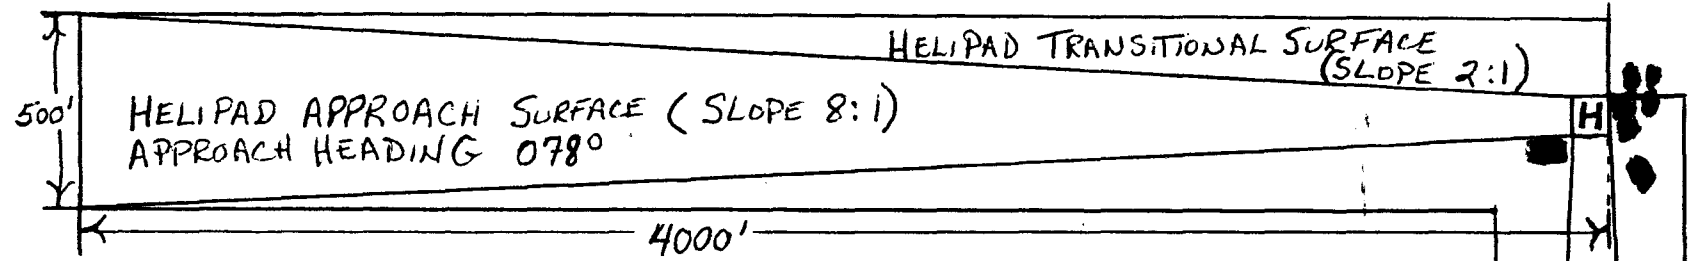 HELIPAD TRANSITIONAL SURFACE
(SLOPE 2:1)
500'
HELIPAD APPROACH SURFACE (SLOPE 8:1)
APPROACH HEADING 078°
H
4000'